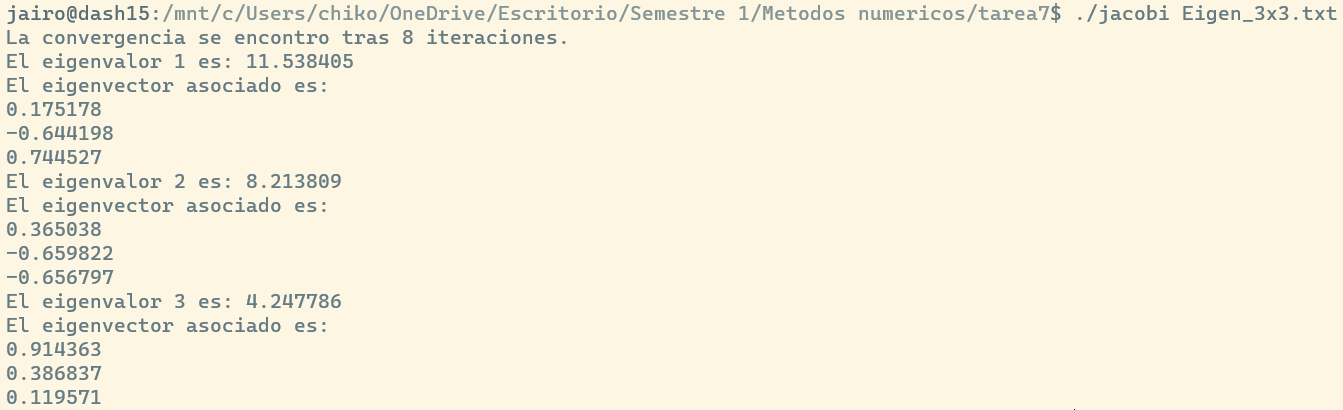 jairo@dash15:/mnt/c/Users/chiko/OneDrive/Escritorio/Semestre 1/Metodos numericos/tarea7$ ./jacobi Eigen_3x3.txt
La convergencia se encontro tras 8 iteraciones.
El eigenvalor 1 es: 11.538405
El eigenvector asociado es:
0.175178
-0.644198
0.744527
El eigenvalor 2 es: 8.213809
El eigenvector asociado es:
0.365038
-0.659822
-0.656797
El eigenvalor 3 es: 4.247786
El eigenvector asociado es:
0.914363
0.386837
0.119571